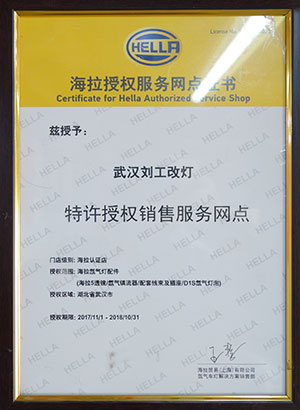 HELLA
海拉授权服务网点证书
Certificate for Hella Authorized Service Shop
兹授予：
武汉刘工改灯
特许授权销售服务网点
门店级别: 海拉认证店
授权范围: 海拉氙气灯配件
(海拉5透镜/氙气镇流器/配套线束及插座/D1S氙气灯泡)
授权区域: 湖北省武汉市
授权期限: 2017/11/1 - 2018/10/31
海拉贸易(上海)有限公司
氙气车灯解决方案销售部